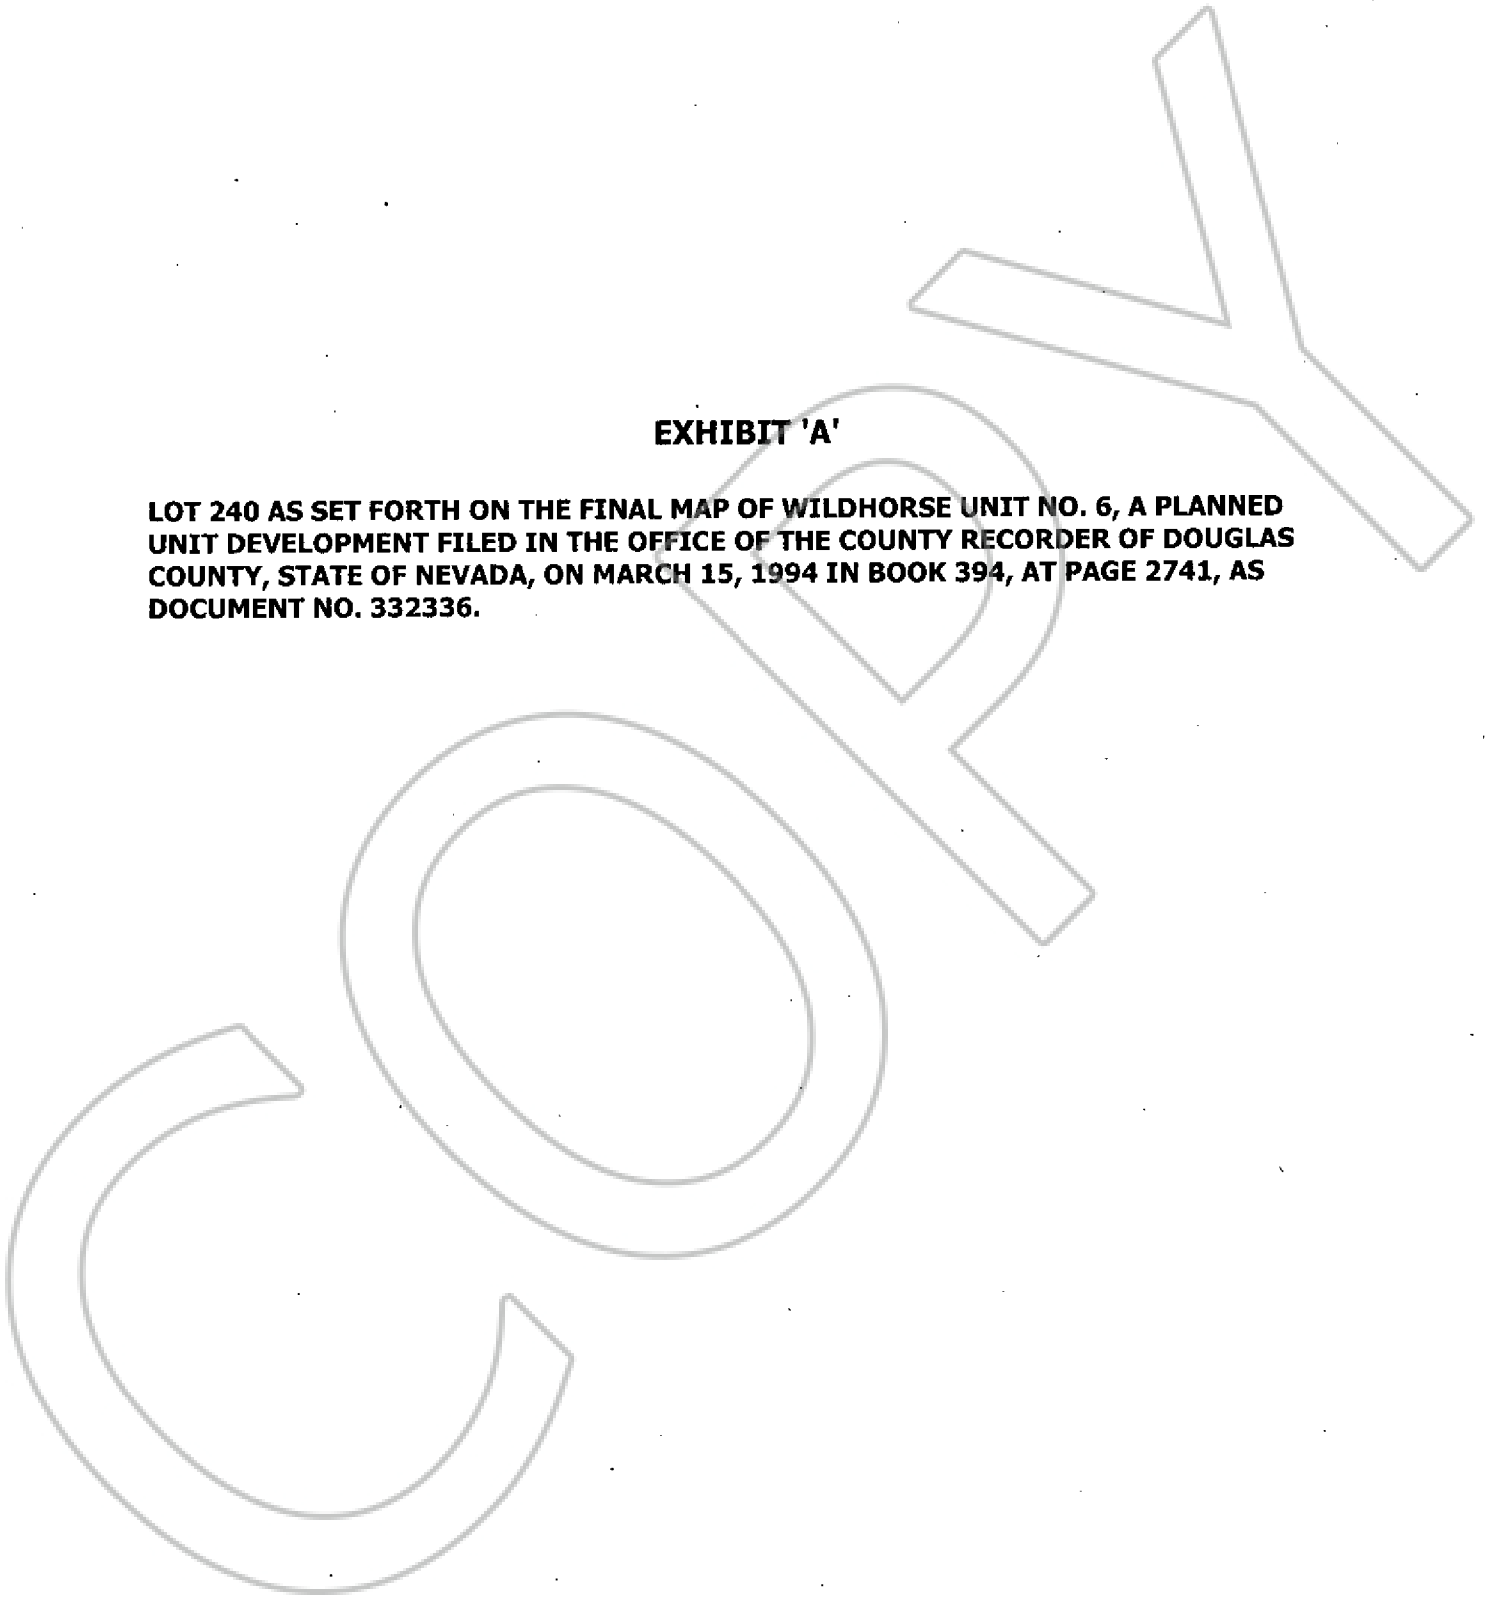 EXHIBIT 'A'
LOT 240 AS SET FORTH ON THE FINAL MAP OF WILDHORSE UNIT NO. 6, A PLANNED
UNIT DEVELOPMENT FILED IN THE OFFICE OF THE COUNTY RECORDER OF DOUGLAS
COUNTY, STATE OF NEVADA, ON MARCH 15, 1994 IN BOOK 394, AT PAGE 2741, AS
DOCUMENT NO. 332336.
COPY